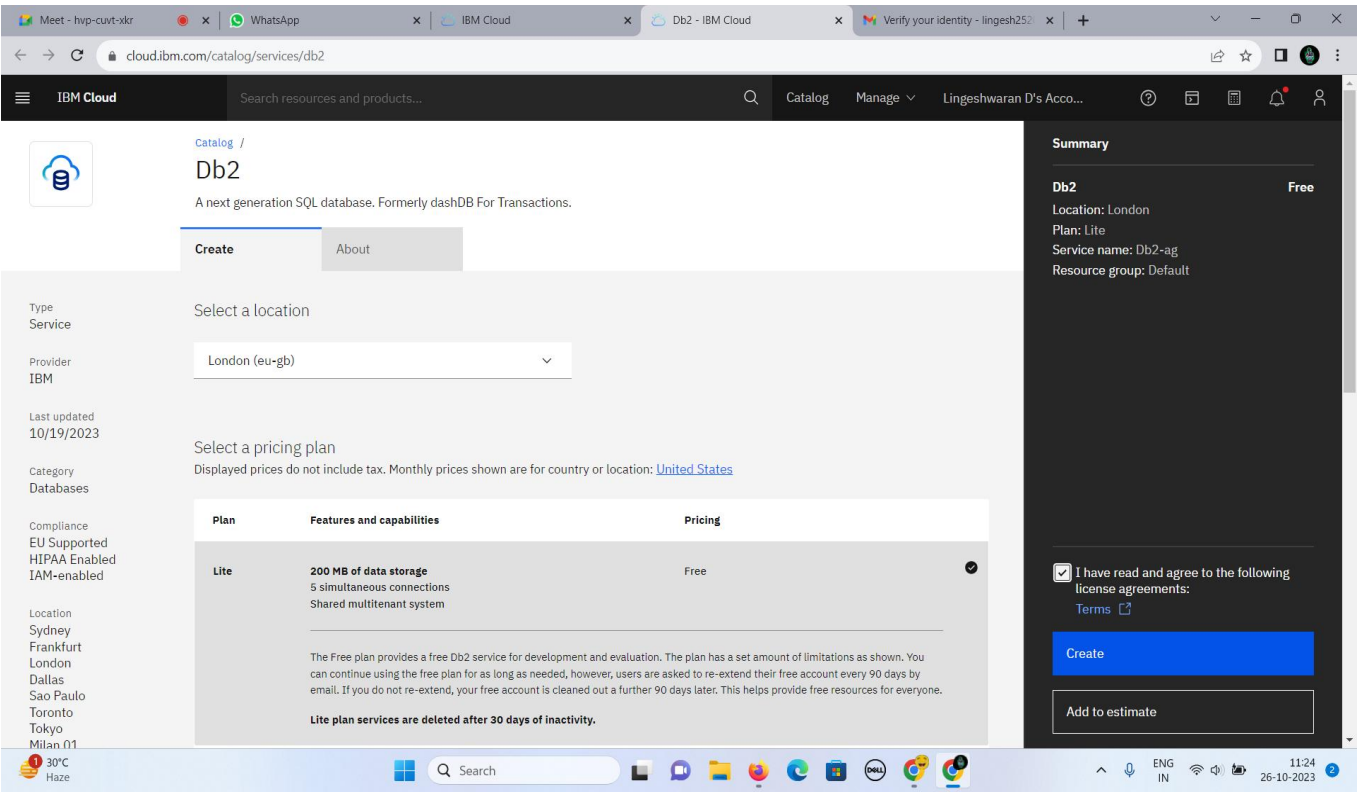 Meet - hvp-cuvt-xkr
WhatsApp
IBM Cloud
Db2 - IBM Cloud
Verify your identity - lingesh252
cloud.ibm.com/catalog/services/db2
IBM Cloud
Search resources and products...
Catalog
Manage
Lingeshwaran D's Acco...
Catalog /
Db2
A next generation SQL database. Formerly dashDB For Transactions.
Create
About
Type
Service
Provider
IBM
Last updated
10/19/2023
Category
Databases
Compliance
EU Supported
HIPAA Enabled
IAM-enabled
Location
Sydney
Frankfurt
London
Dallas
Sao Paulo
Toronto
Tokyo
Milan 01
Select a location
London (eu-gb)
Select a pricing plan
Displayed prices do not include tax. Monthly prices shown are for country or location: United States
Plan Features and capabilities Pricing
Lite 200 MB of data storage Free
5 simultaneous connections
Shared multitenant system
The Free plan provides a free Db2 service for development and evaluation. The plan has a set amount of limitations as shown. You
can continue using the free plan for as long as needed, however, users are asked to re-extend their free account every 90 days by
email. If you do not re-extend, your free account is cleaned out a further 90 days later. This helps provide free resources for everyone.
Lite plan services are deleted after 30 days of inactivity.
Summary
Db2 Free
Location: London
Plan: Lite
Service name: Db2-ag
Resource group: Default
I have read and agree to the following
license agreements:
Terms
Create
Add to estimate
1
30°C
Haze
Search
DELL
ENG
IN
11:24
26-10-2023
2